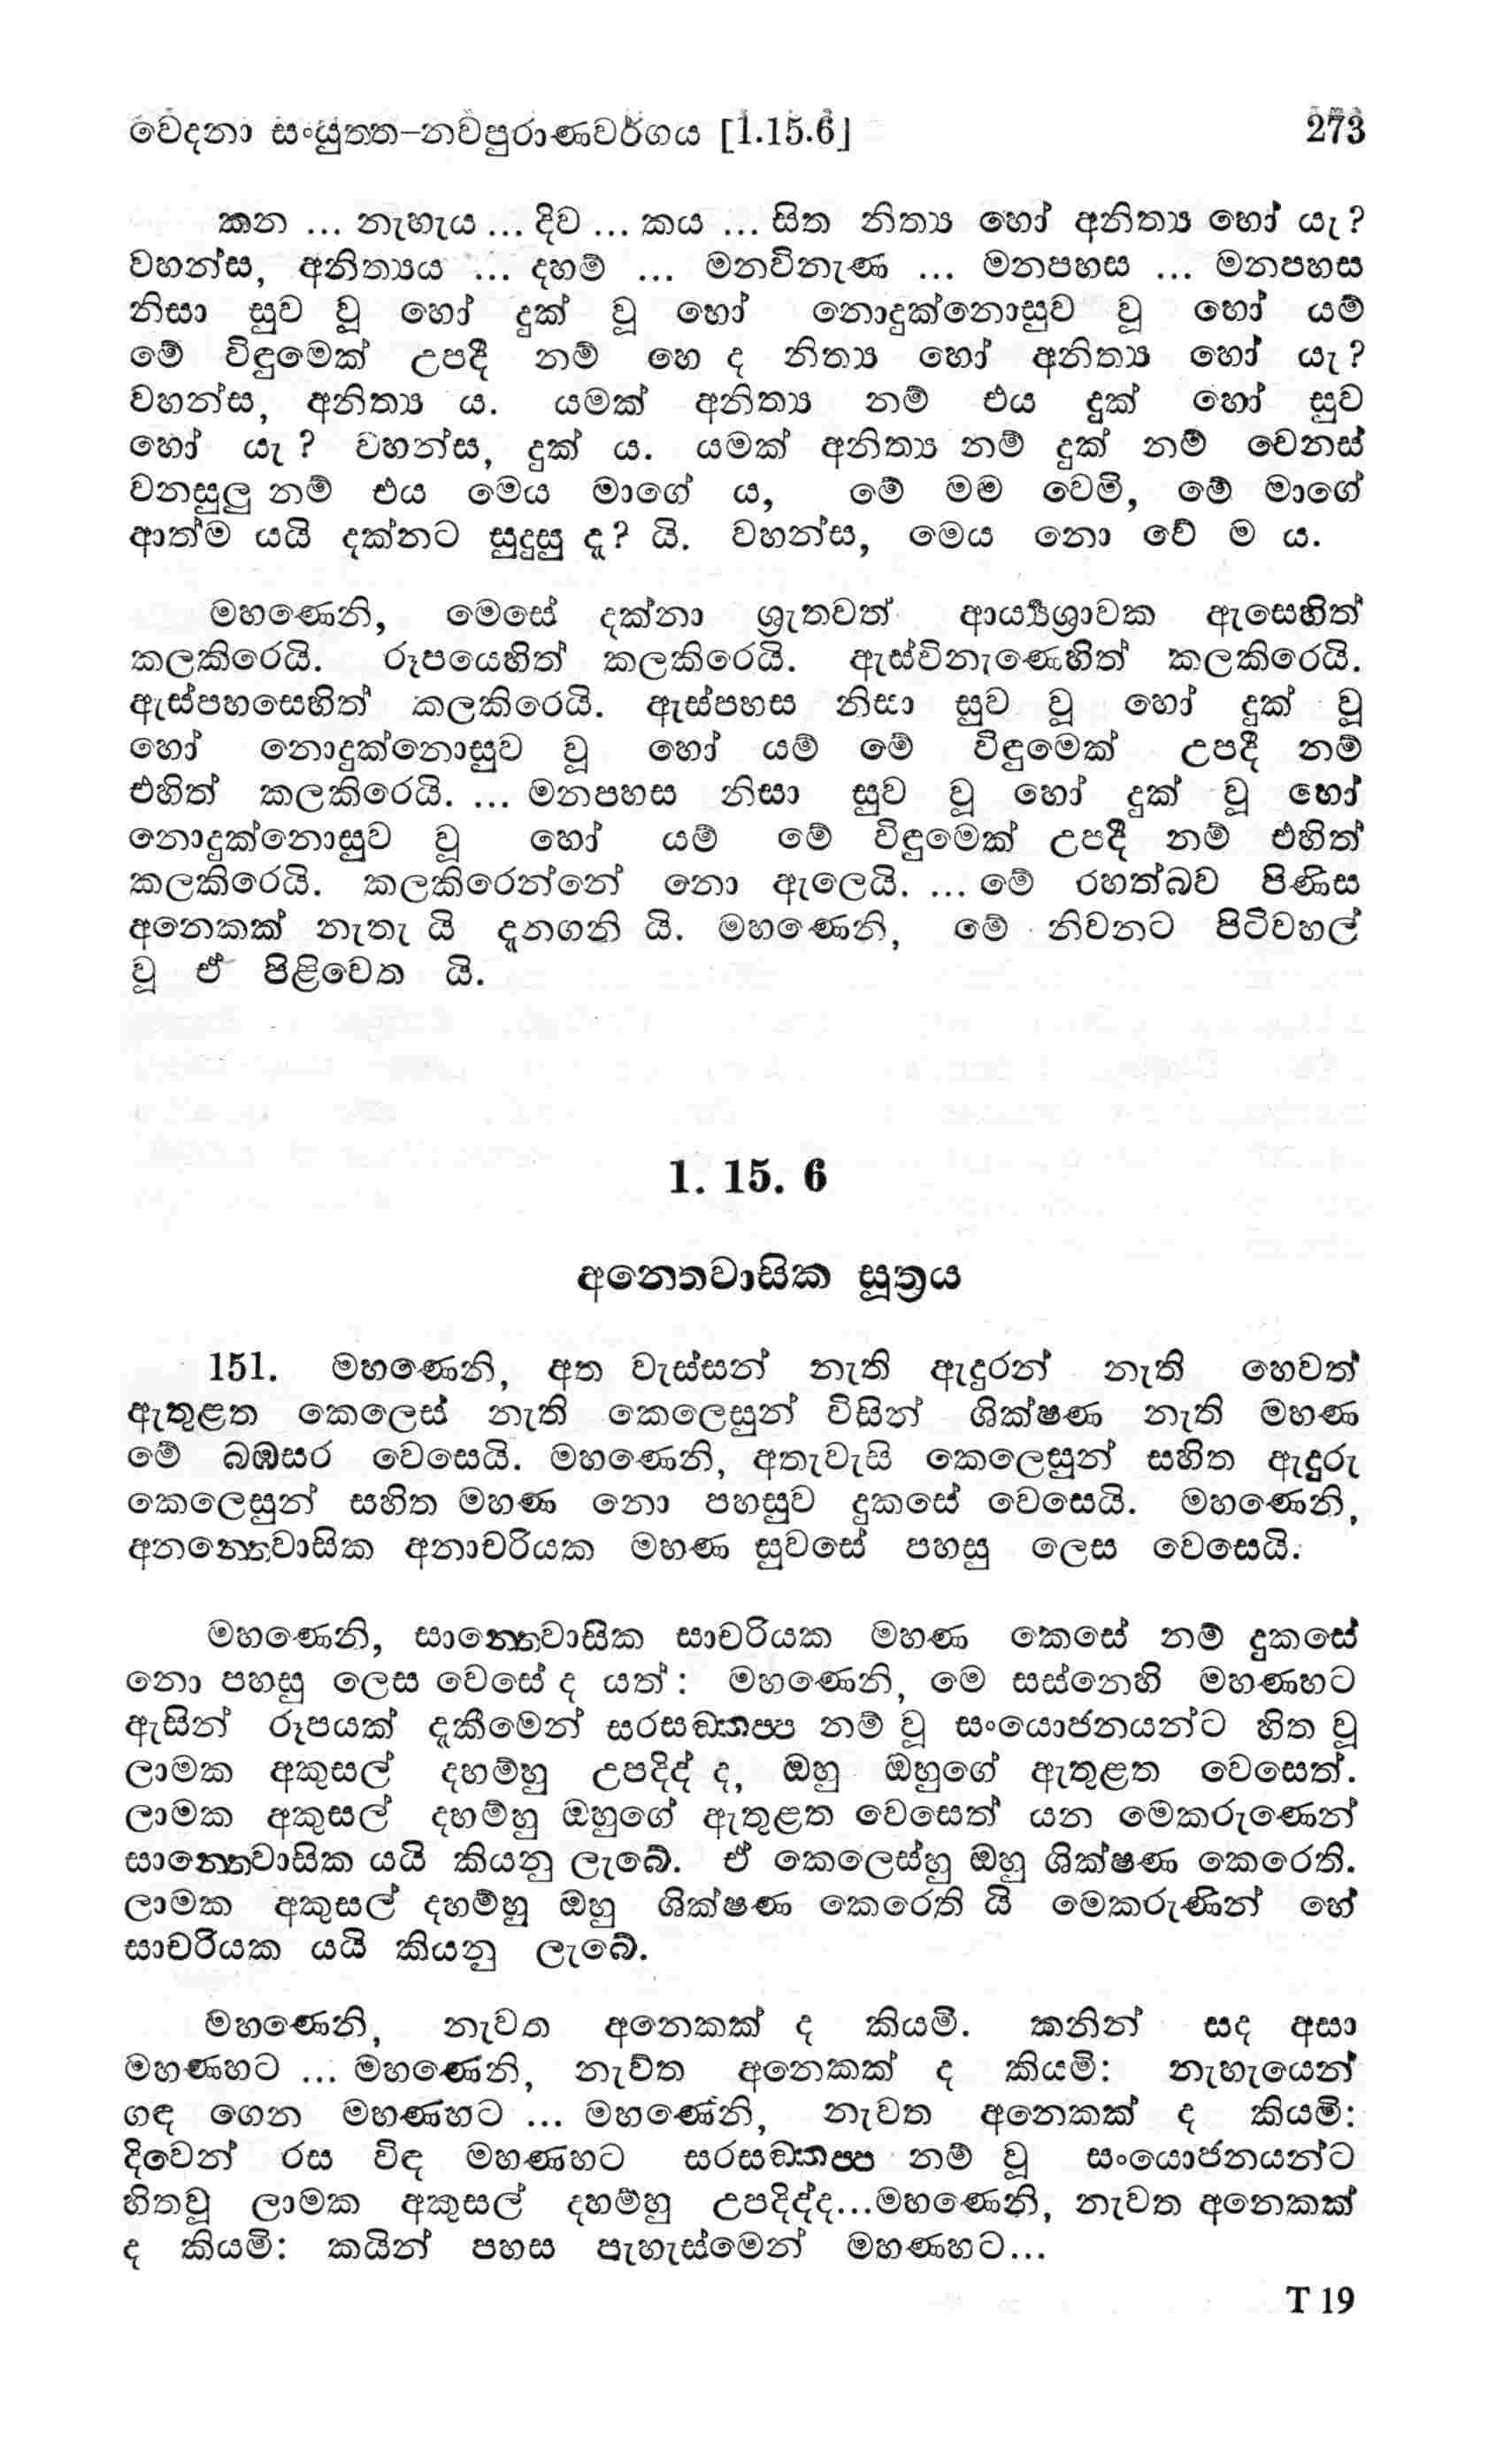 වෙදනා සංයුත්ත–නවපුරාණවර්ගය [1.15.6] 273
කන ... නැහැය ... දිව ... කය ... සිත නිත්‍ය හෝ අනිත්‍ය හෝ යැ ?
වහන්ස, අනිත්‍යය ... දහම් ... මනවිනැණ ... මනපහස ... මනපහස
නිසා සුව වූ හෝ දුක් වූ හෝ නොදුක්නොසුව වූ හෝ යම්
මේ විඳුමෙක් උපදී නම් හෙ ද නිත්‍ය හෝ අනිත්‍ය හෝ යැ ?
වහන්ස, අනිත්‍ය ය. යමක් අනිත්‍ය නම් එය දුක් හෝ සුව
හෝ යැ ? වහන්ස, දුක් ය. යමක් අනිත්‍ය නම් දුක් නම් වෙනස්
වනසුලු නම් එය මෙය මාගේ ය, මේ මම වෙමි, මේ මාගේ
ආත්ම යයි දක්නට සුදුසු දැ? යි. වහන්ස, මෙය නො වේ ම ය.
මහණෙනි, මෙසේ දක්නා ශ්‍රැතවත් ආර්‍ය්‍යශ්‍රාවක ඇසෙහිත්
කලකිරෙයි. රූපයෙහිත් කලකිරෙයි. ඇස්විනැණෙහිත් කලකිරෙයි.
ඇස්පහසෙහිත් කලකිරෙයි. ඇස්පහස නිසා සුව වූ හෝ දුක් වූ
හෝ නොදුක්නොසුව වූ හෝ යම් මේ විඳුමෙක් උපදී නම්
එහිත් කලකිරෙයි. ... මනපහස නිසා සුව වූ හෝ දුක් වූ හෝ
නොදුක්නොසුව වූ හෝ යම් මේ විඳුමෙක් උපදී නම් එහිත්
කලකිරෙයි. කලකිරෙන්නේ නො ඇලෙයි. ... මේ රහත්බව පිණිස
අනෙකක් නැතැ යි දැනගනි යි. මහණෙනි, මේ නිවනට පිටිවහල්
වූ ඒ පිළිවෙත යි.
1. 15. 6
අන්තෙවාසික සූත්‍රය
151. මහණෙනි, අත වැස්සන් නැති ඇදුරන් නැති හෙවත්
ඇතුළත කෙලෙස් නැති කෙලෙසුන් විසින් ශික්ෂණ නැති මහණ
මේ බඹසර වෙසෙයි. මහණෙනි, අතැවැසි කෙලෙසුන් සහිත ඇදුරු
කෙලෙසුන් සහිත මහණ නො පහසුව දුකසේ වෙසෙයි. මහණෙනි,
අනන්තෙවාසික අනාචරියක මහණ සුවසේ පහසු ලෙස වෙසෙයි.
මහණෙනි, සාන්තෙවාසික සාචරියක මහණ කෙසේ නම් දුකසේ
නො පහසු ලෙස වෙසේ ද යත් : මහණෙනි, මෙ සස්නෙහි මහණහට
ඇසින් රූපයක් දැකීමෙන් සරසඞ්කප්ප නම් වූ සංයොජනයන්ට හිත වූ
ලාමක අකුසල් දහම්හු උපදිද් ද, ඔහු ඔහුගේ ඇතුළත වෙසෙත්.
ලාමක අකුසල් දහම්හු ඔහුගේ ඇතුළත වෙසෙත් යන මෙකරුණෙන්
සාන්තෙවාසික යයි කියනු ලැබේ. ඒ කෙලෙස්හු ඔහු ශික්ෂණ කෙරෙති.
ලාමක අකුසල් දහම්හු ඔහු ශික්ෂණ කෙරෙති යි මෙකරුණින් හේ
සාචරියක යයි කියනු ලැබේ.
මහණෙනි, නැවත අනෙකක් ද කියමි. කනින් සද අසා
මහණහට ... මහණෙනි, නැවත අනෙකක් ද කියමි: නැහැයෙන්
ගඳ ගෙන මහණහට ... මහණෙනි, නැවත අනෙකක් ද කියමි:
දිවෙන් රස විඳ මහණහට සරසඞ්කප්ප නම් වූ සංයොජනයන්ට
හිතවූ ලාමක අකුසල් දහම්හු උපදිද්ද...මහණෙනි, නැවත අනෙකක්
ද කියමි: කයින් පහස පැහැස්මෙන් මහණහට...
T 19